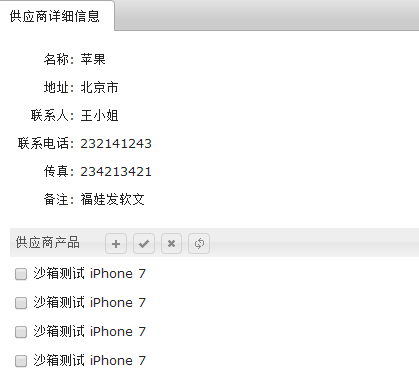 供应商详细信息
名称: 苹果
地址: 北京市
联系人: 王小姐
联系电话: 232141243
传真: 234213421
备注: 福娃发软文
供应商产品
沙箱测试 iPhone 7
沙箱测试 iPhone 7
沙箱测试 iPhone 7
沙箱测试 iPhone 7